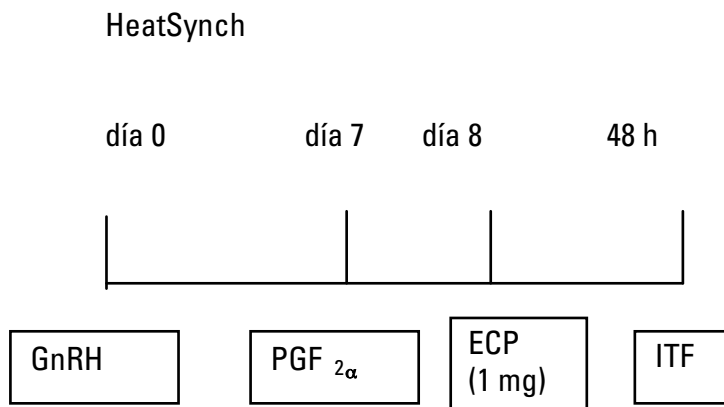 HeatSynch
día 0 día 7 día 8 48 h
GnRH PGF 2α ECP (1 mg) ITF